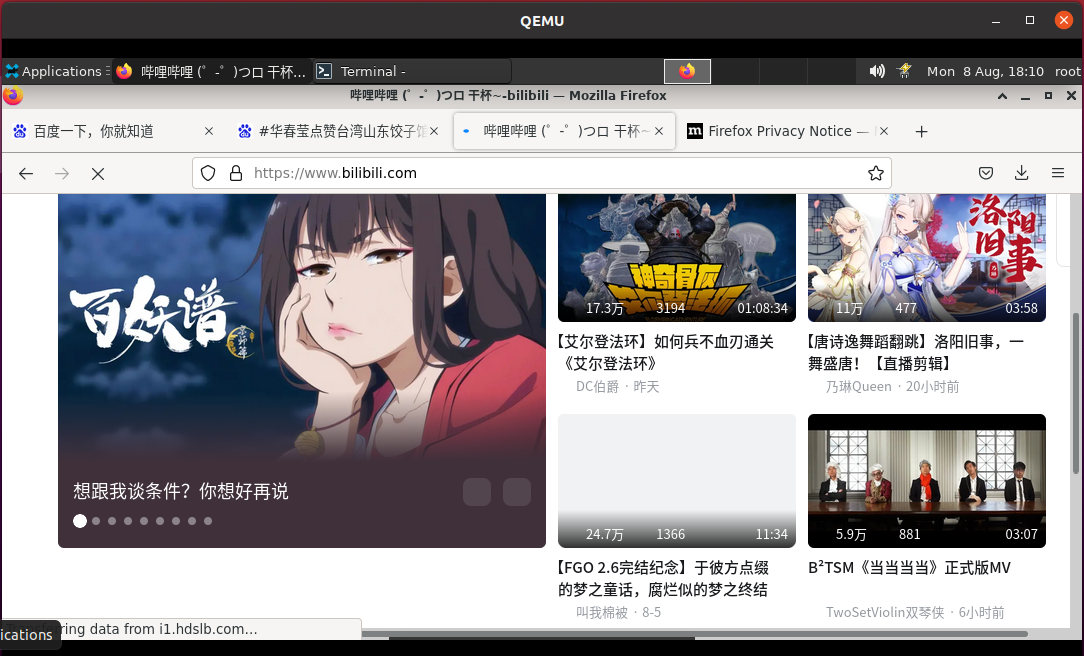 QEMU
Applications
哔哩哔哩 (゜-゜)つロ 干杯...
Terminal -
Mon 8 Aug, 18:10 root
哔哩哔哩 (゜-゜)つロ 干杯~-bilibili — Mozilla Firefox
百度一下，你就知道
#华春莹点赞台湾山东饺子馆
哔哩哔哩 (゜-゜)つロ 干杯~
Firefox Privacy Notice —
https://www.bilibili.com
百妖谱
京师篇
想跟我谈条件？你想好再说
神奇骨灰
17.3万 3194 01:08:34
【艾尔登法环】如何兵不血刃通关
《艾尔登法环》
DC伯爵 · 昨天
洛阳旧事
11万 477 03:58
【唐诗逸舞蹈翻跳】洛阳旧事，一
舞盛唐！【直播剪辑】
乃琳Queen · 20小时前
24.7万 1366 11:34
【FGO 2.6完结纪念】于彼方点缀
的梦之童话，腐烂似的梦之终结
叫我棉被 · 8-5
5.9万 881 03:07
B²TSM《当当当当》正式版MV
TwoSetViolin双琴侠 · 6小时前
ring data from i1.hdslb.com…
ications